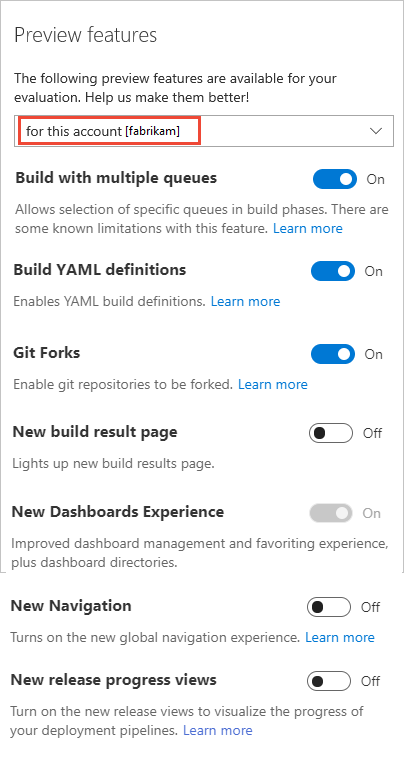 Preview features
The following preview features are available for your
evaluation. Help us make them better!
for this account [fabrikam]
Build with multiple queues On
Allows selection of specific queues in build phases. There are
some known limitations with this feature. Learn more
Build YAML definitions On
Enables YAML build definitions. Learn more
Git Forks On
Enable git repositories to be forked. Learn more
New build result page Off
Lights up new build results page.
New Dashboards Experience On
Improved dashboard management and favoriting experience,
plus dashboard directories.
New Navigation Off
Turns on the new global navigation experience. Learn more
New release progress views Off
Turn on the new release views to visualize the progress of
your deployment pipelines. Learn more